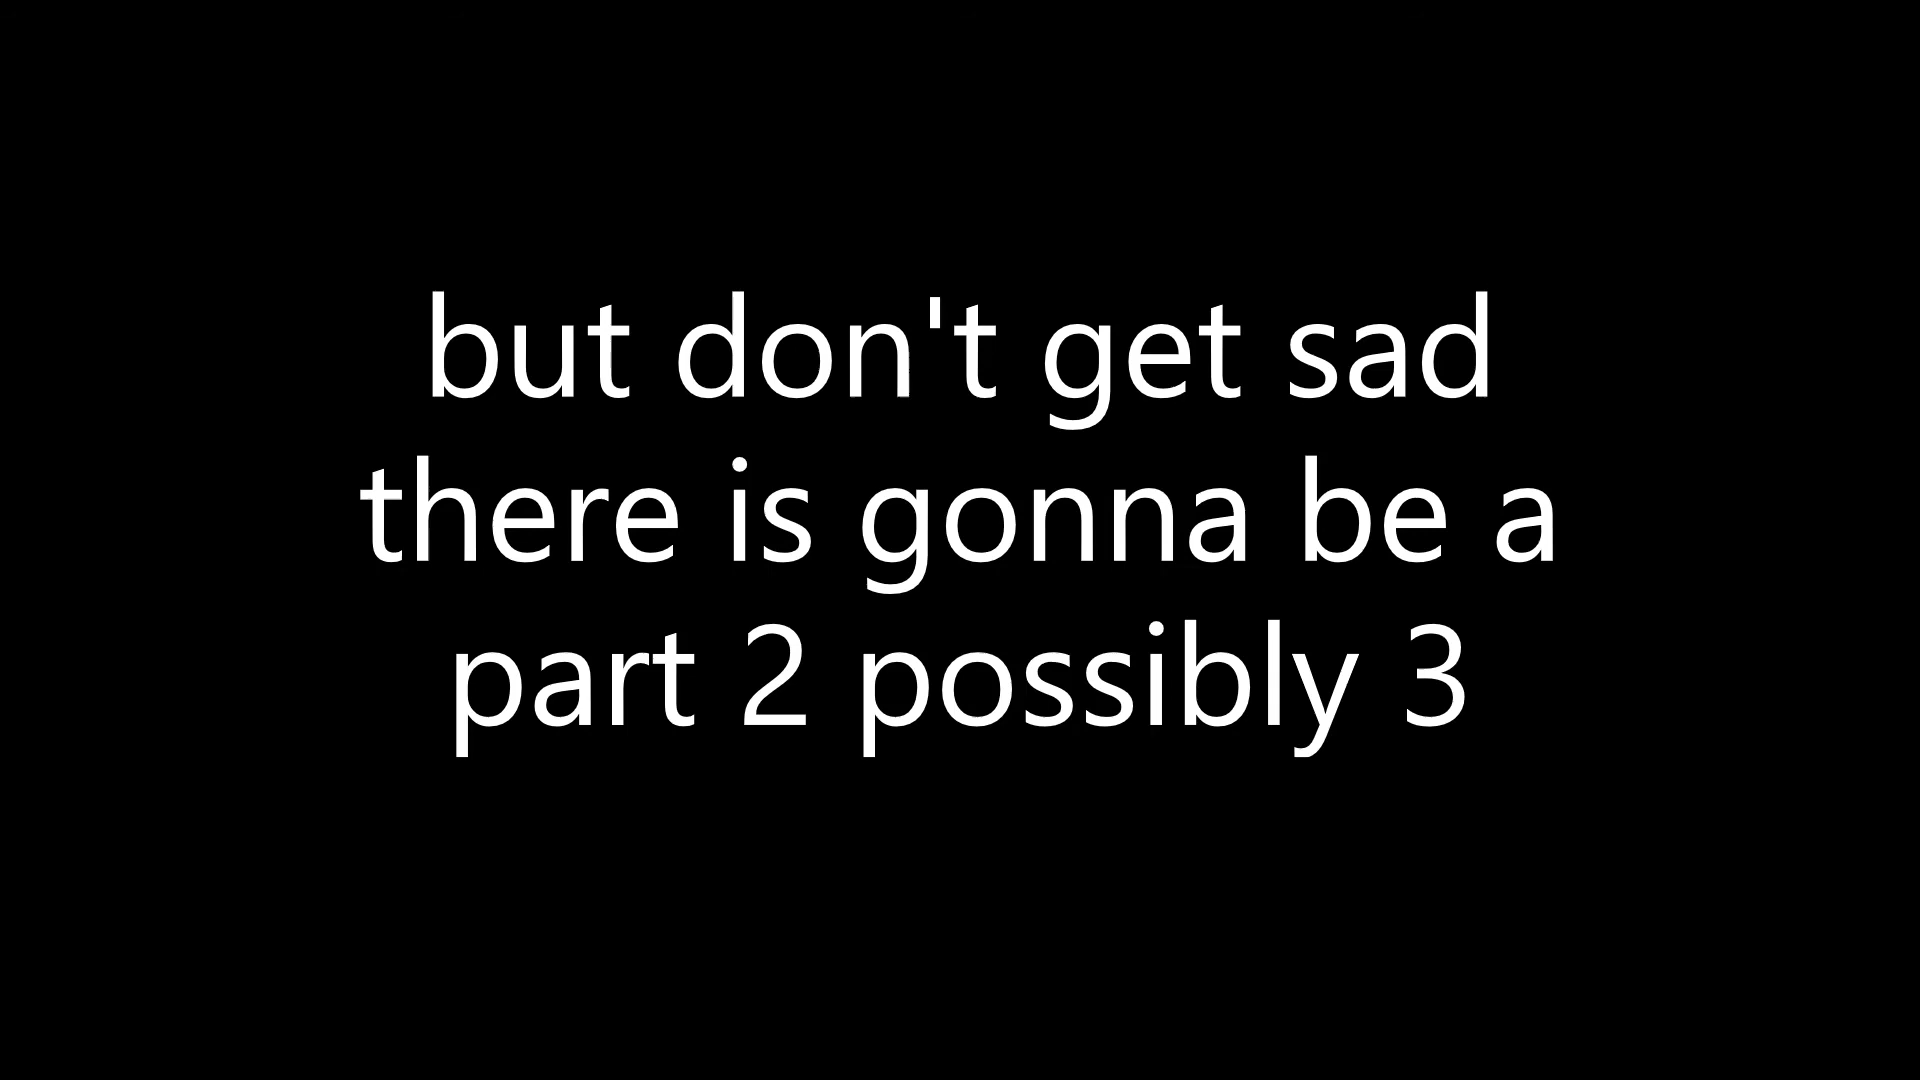 but don't get sad
there is gonna be a
part 2 possibly 3